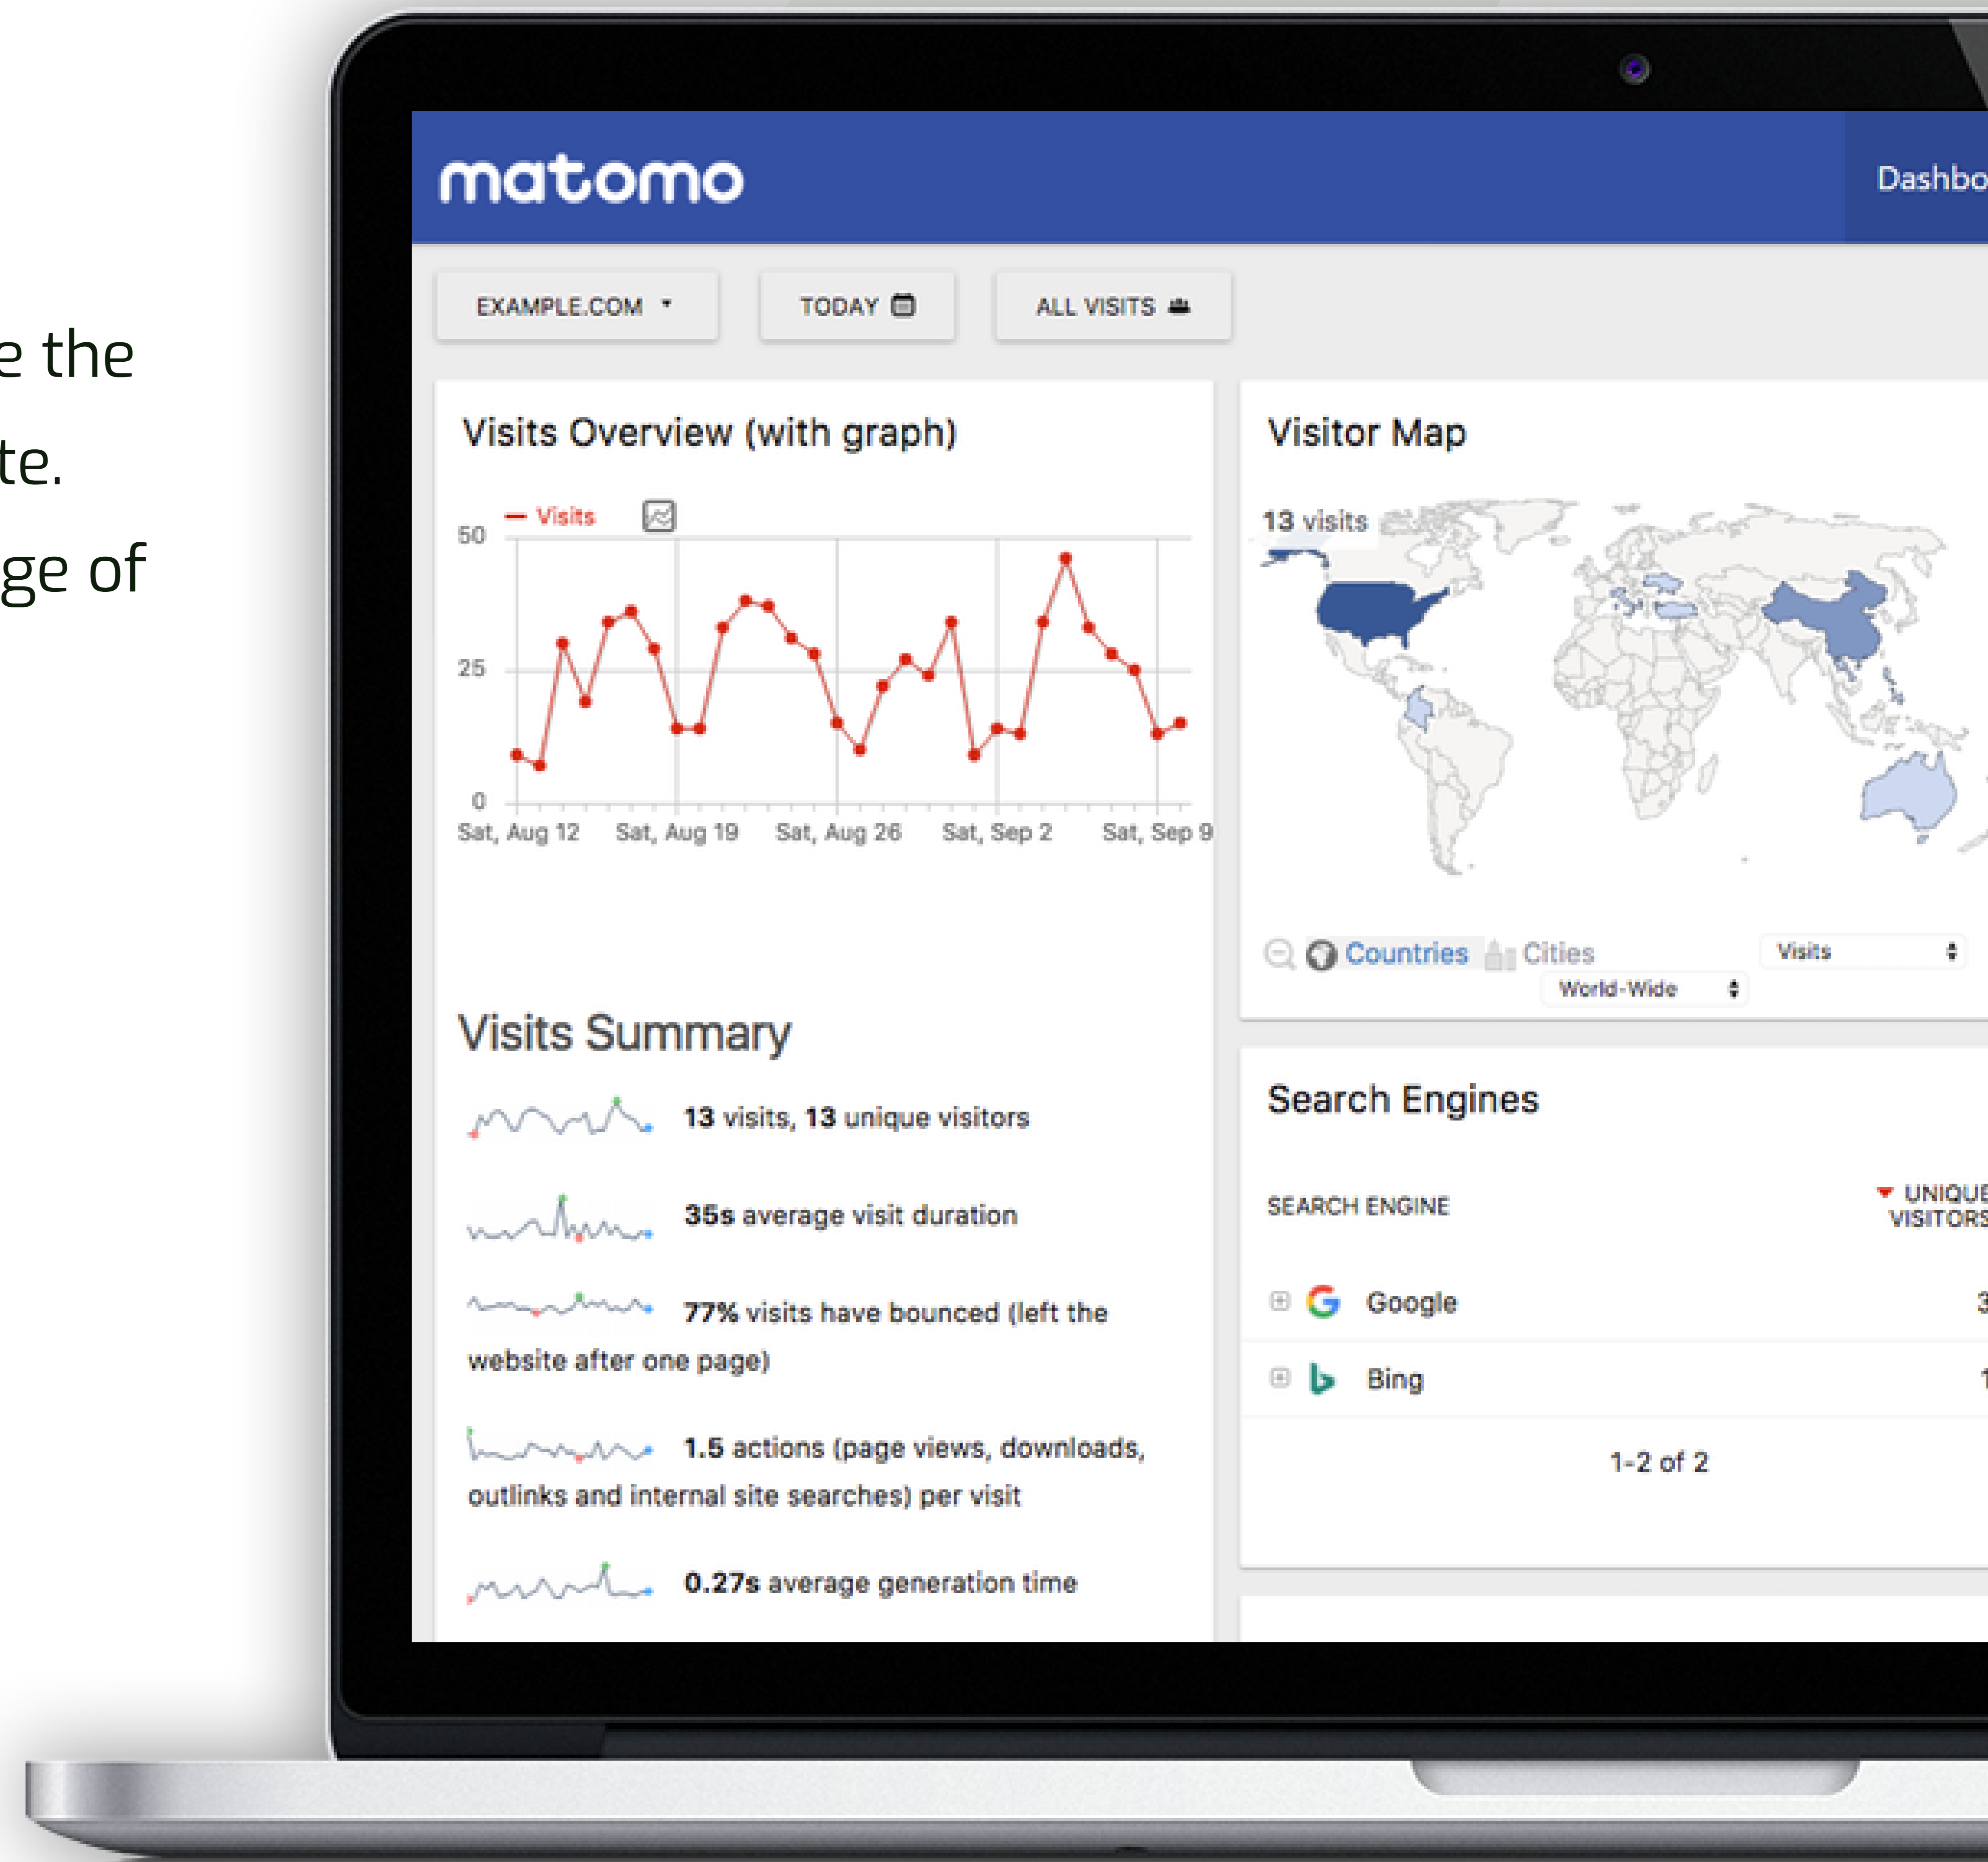 e the
te.
ge of
matomo
Dashbo
EXAMPLE.COM
TODAY
ALL VISITS
Visits Overview (with graph)
Visits
50
25
0
Sat, Aug 12 Sat, Aug 19 Sat, Aug 26 Sat, Sep 2 Sat, Sep 9
Visits Summary
13 visits, 13 unique visitors
35s average visit duration
77% visits have bounced (left the
website after one page)
1.5 actions (page views, downloads,
outlinks and internal site searches) per visit
0.27s average generation time
Visitor Map
13 visits
Countries Cities
Visits
World-Wide
Search Engines
SEARCH ENGINE
UNIQUE
VISITORS
Google 3
Bing 1
1-2 of 2